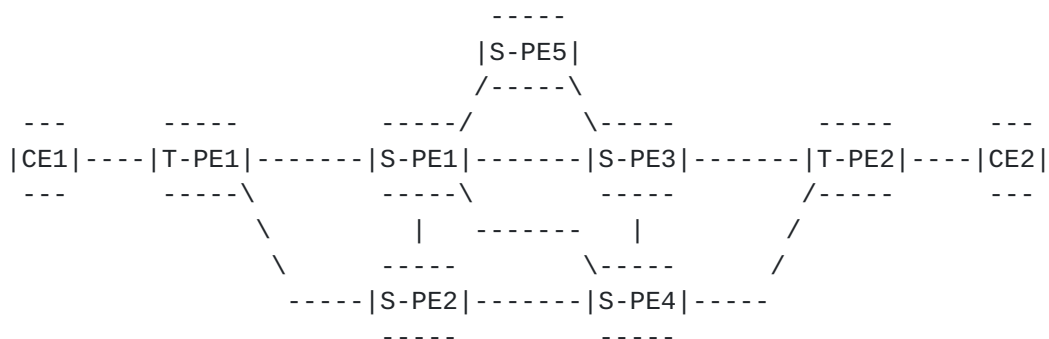 -----
                            |S-PE5|
                            /-----\
 ---      -----       -----/       \-----       -----      ---
|CE1|----|T-PE1|-------|S-PE1|-------|S-PE3|-------|T-PE2|----|CE2|
 ---      -----\       -----\        -----       /-----      ---
                \        |   -------   |        /
                 \     -----       \-----      /
                  -----|S-PE2|-------|S-PE4|-----
                       -----        -----